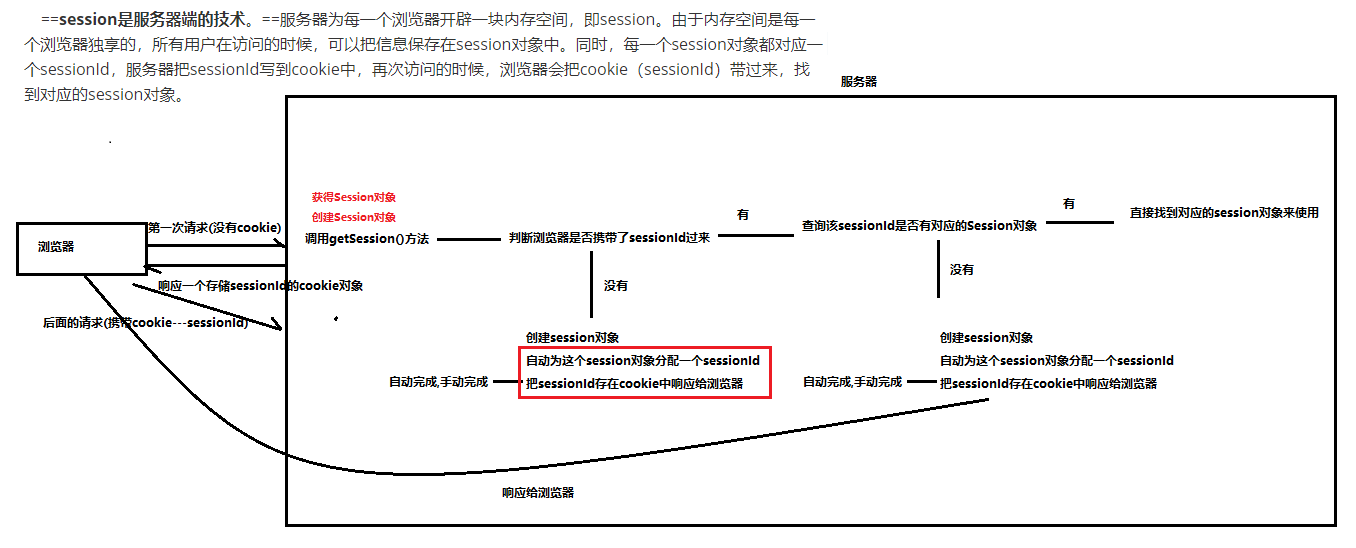 ==session是服务器端的技术。==服务器为每一个浏览器开辟一块内存空间，即session。由于内存空间是每一
个浏览器独享的，所有用户在访问的时候，可以把信息保存在session对象中。同时，每一个session对象都对应一
个sessionId，服务器把sessionId写到cookie中，再次访问的时候，浏览器会把cookie（sessionId）带过来，找
到对应的session对象。
服务器
获得Session对象
创建Session对象
调用getSession()方法
判断浏览器是否携带了sessionId过来
有
查询该sessionId是否有对应的Session对象
有
直接找到对应的session对象来使用
第一次请求(没有cookie)
浏览器
响应一个存储sessionId的cookie对象
后面的请求(携带cookie---sessionId)
没有
没有
创建session对象
自动为这个session对象分配一个sessionId
把sessionId存在cookie中响应给浏览器
自动完成,手动完成
创建session对象
自动为这个session对象分配一个sessionId
把sessionId存在cookie中响应给浏览器
自动完成,手动完成
响应给浏览器